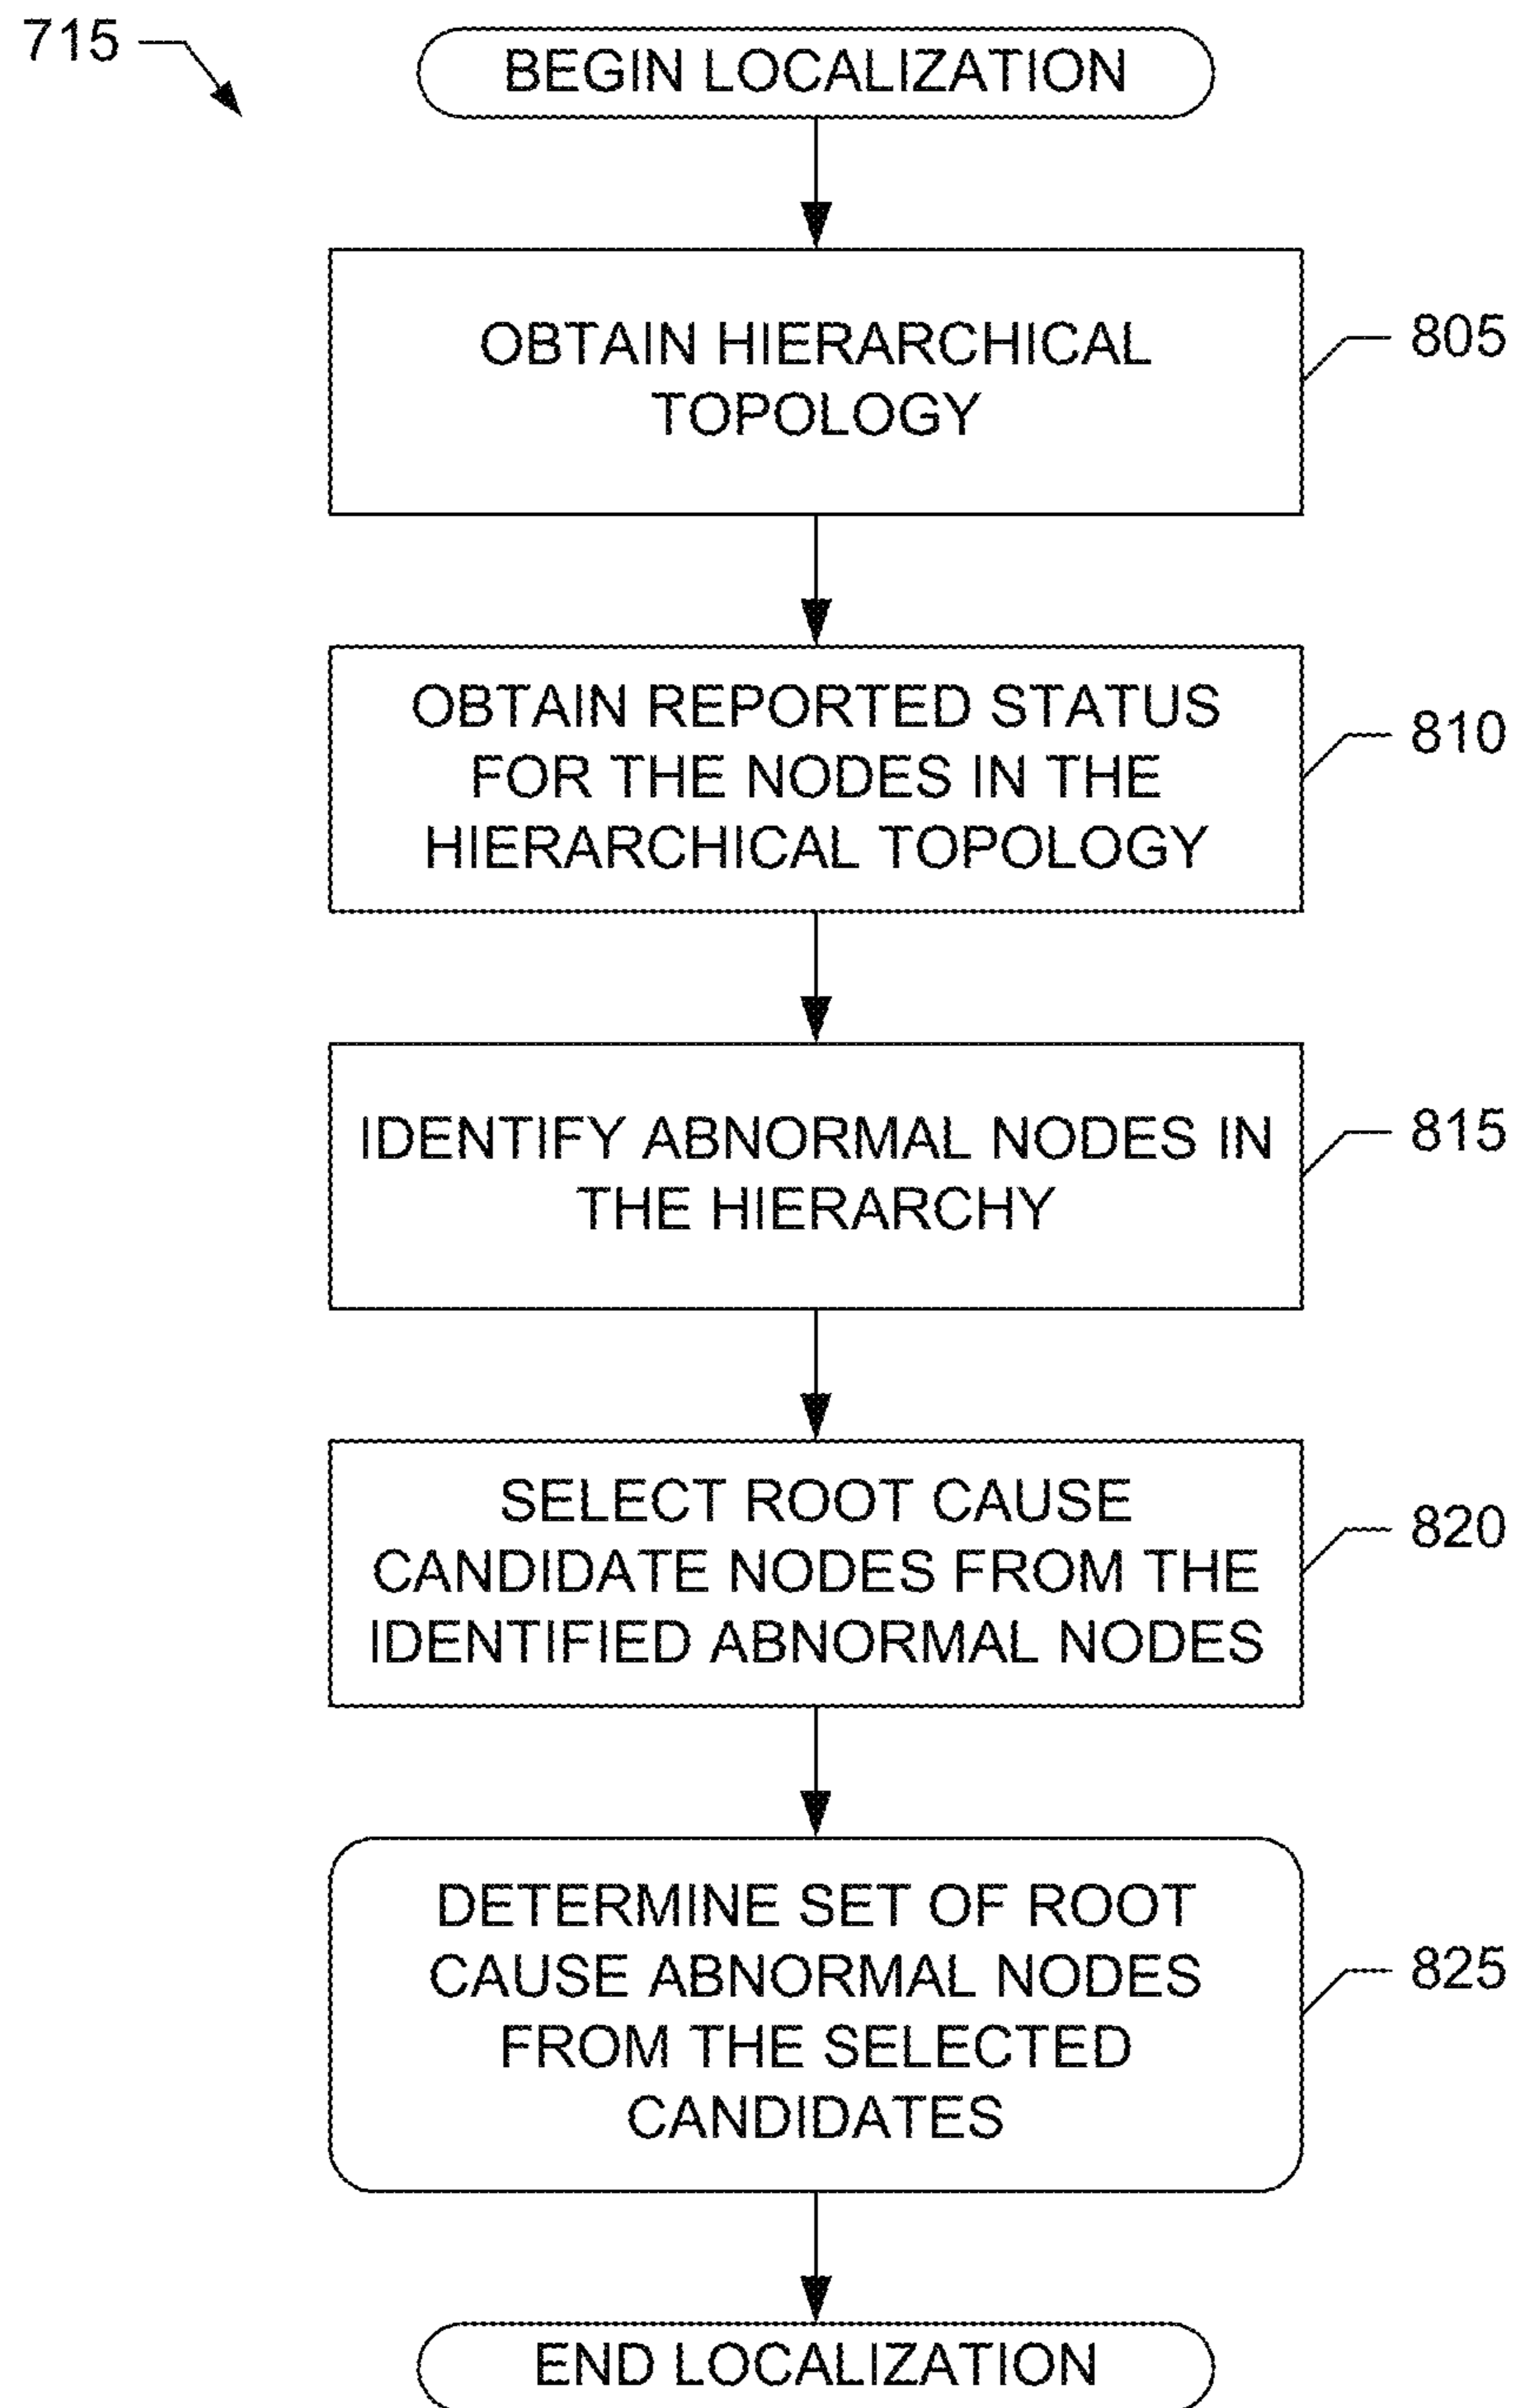 715
BEGIN LOCALIZATION
OBTAIN HIERARCHICAL
TOPOLOGY
805
OBTAIN REPORTED STATUS
FOR THE NODES IN THE
HIERARCHICAL TOPOLOGY
810
IDENTIFY ABNORMAL NODES IN
THE HIERARCHY
815
SELECT ROOT CAUSE
CANDIDATE NODES FROM THE
IDENTIFIED ABNORMAL NODES
820
DETERMINE SET OF ROOT
CAUSE ABNORMAL NODES
FROM THE SELECTED
CANDIDATES
825
END LOCALIZATION